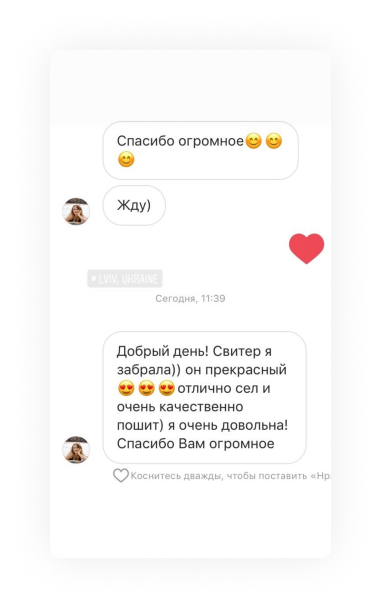 Спасибо огромное😊😊
😊
Жду)
LVIV, UKRAINE
Сегодня, 11:39
Добрый день! Свитер я
забрала)) он прекрасный
😍😍😍отлично сел и
очень качественно
пошит) я очень довольна!
Спасибо Вам огромное
Коснитесь дважды, чтобы поставить «Нр